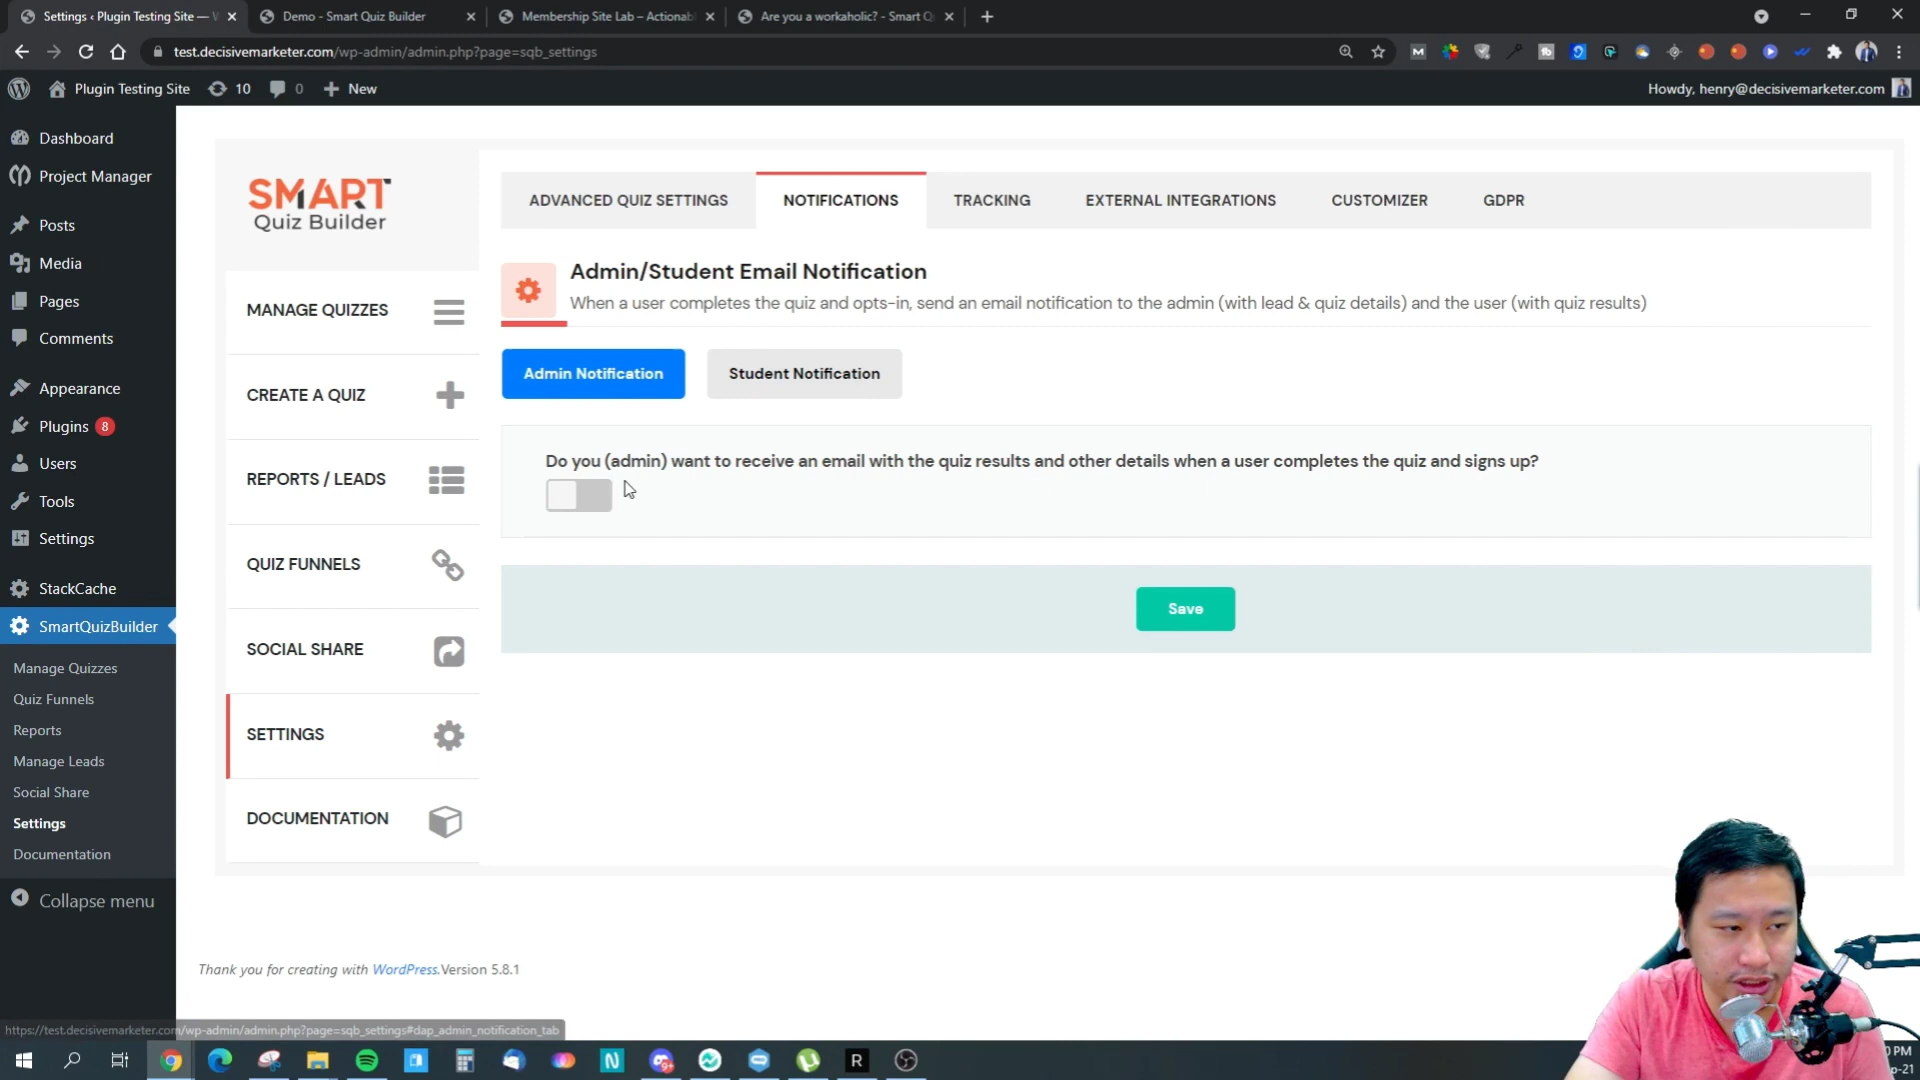 Settings ‹ Plugin Testing Site — W
Demo - Smart Quiz Builder
Membership Site Lab – Actionabl
Are you a workaholic? - Smart Q
test.decisivemarketer.com/wp-admin/admin.php?page=sqb_settings
Plugin Testing Site
10
0
New
Howdy, henry@decisivemarketer.com
Dashboard
Project Manager
Posts
Media
Pages
Comments
Appearance
Plugins 8
Users
Tools
Settings
StackCache
SmartQuizBuilder
Manage Quizzes
Quiz Funnels
Reports
Manage Leads
Social Share
Settings
Documentation
Collapse menu
SMART
Quiz Builder
MANAGE QUIZZES
CREATE A QUIZ
REPORTS / LEADS
QUIZ FUNNELS
SOCIAL SHARE
SETTINGS
DOCUMENTATION
ADVANCED QUIZ SETTINGS
NOTIFICATIONS
TRACKING
EXTERNAL INTEGRATIONS
CUSTOMIZER
GDPR
Admin/Student Email Notification
When a user completes the quiz and opts-in, send an email notification to the admin (with lead & quiz details) and the user (with quiz results)
Admin Notification
Student Notification
Do you (admin) want to receive an email with the quiz results and other details when a user completes the quiz and signs up?
Save
Thank you for creating with WordPress.Version 5.8.1
https://test.decisivemarketer.com/wp-admin/admin.php?page=sqb_settings#dap_admin_notification_tab
PM